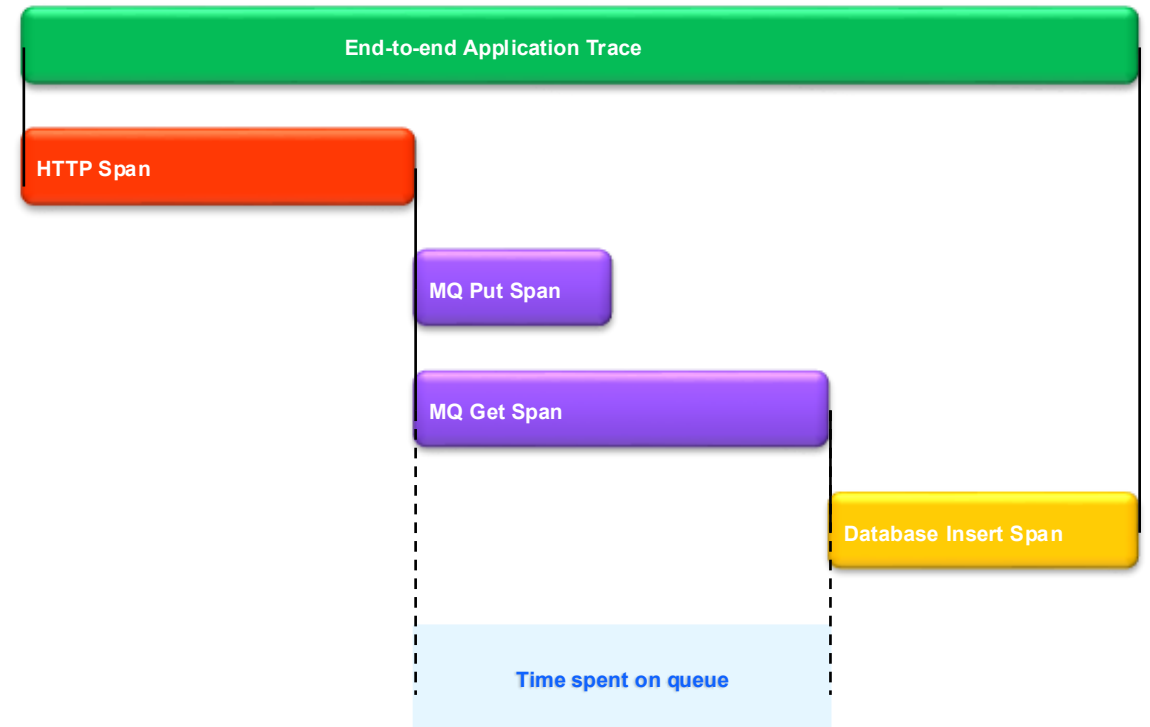 End-to-end Application Trace
HTTP Span
MQ Put Span
MQ Get Span
Database Insert Span
Time spent on queue